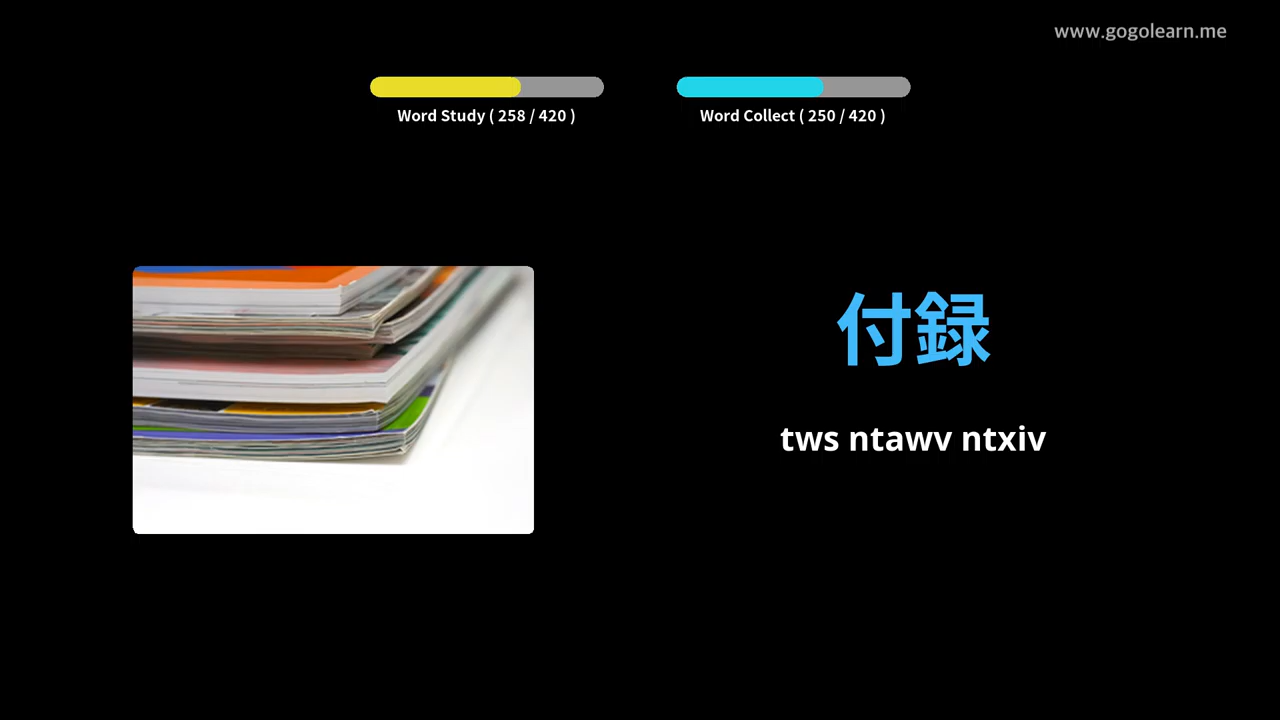 www.gogolearn.me
Word Study ( 258 / 420 )
Word Collect ( 250 / 420 )
付録
tws ntawv ntxiv